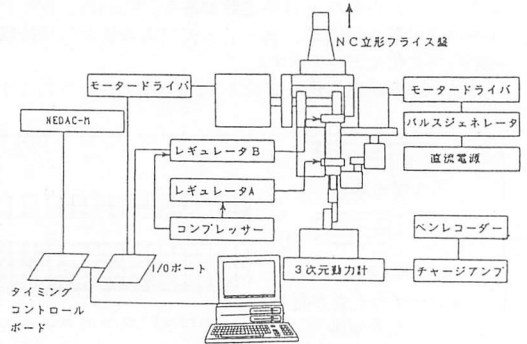 NC立形フライス盤
モータードライバ
モータードライバ
NEDAC-M
パルスジェネレータ
レギュレータB
直流電源
レギュレータA
コンプレッサー
ペンレコーダー
I/Oポート
3次元動力計
チャージアンプ
タイミング
コントロール
ボード